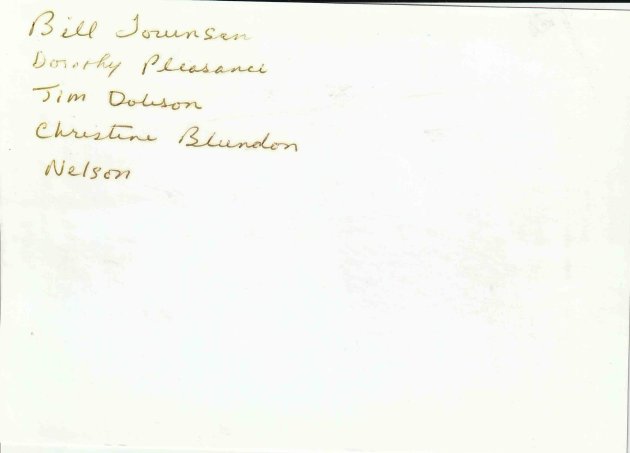 Bill Townsen
Dorothy Pleasance
Jim Dobson
Christine Blundon
Nelson